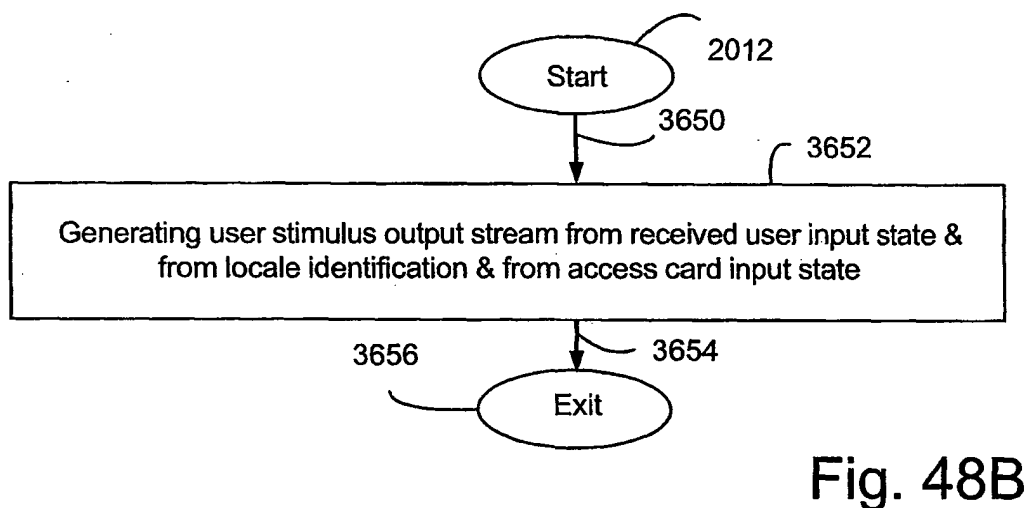 2012
Start
3650
3652
Generating user stimulus output stream from received user input state &
from locale identification & from access card input state
3656
3654
Exit
Fig. 48B